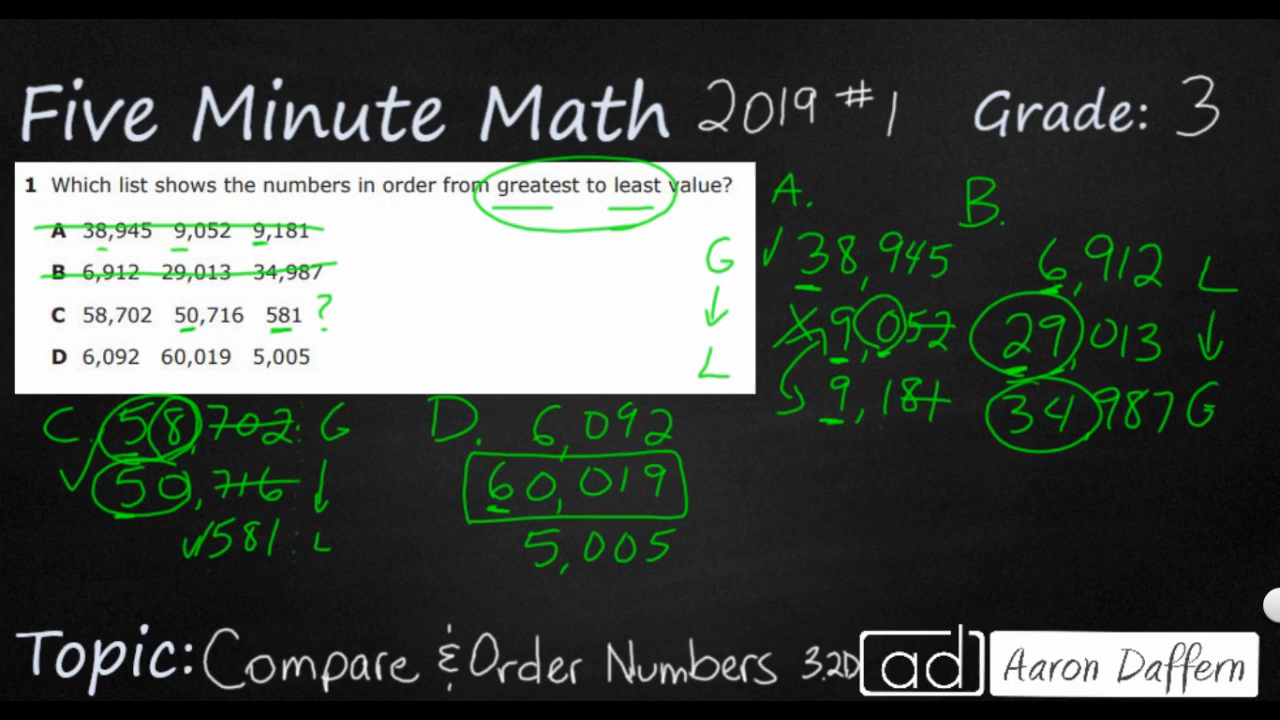 Five Minute Math 2019 #1 Grade: 3
1 Which list shows the numbers in order from greatest to least value?
A 38,945 9,052 9,181
B 6,912 29,013 34,987
C 58,702 50,716 581 ?
D 6,092 60,019 5,005
G
↓
L
A.
✓ 38,945
X 9,052
9,181
B.
6,912 L
29,013 ↓
34,987 G
C. 58,702 G
✓ 50,716 ↓
✓ 581 L
D. 6,092
60,019
5,005
Topic: Compare & Order Numbers 3.2D
ad Aaron Daffern